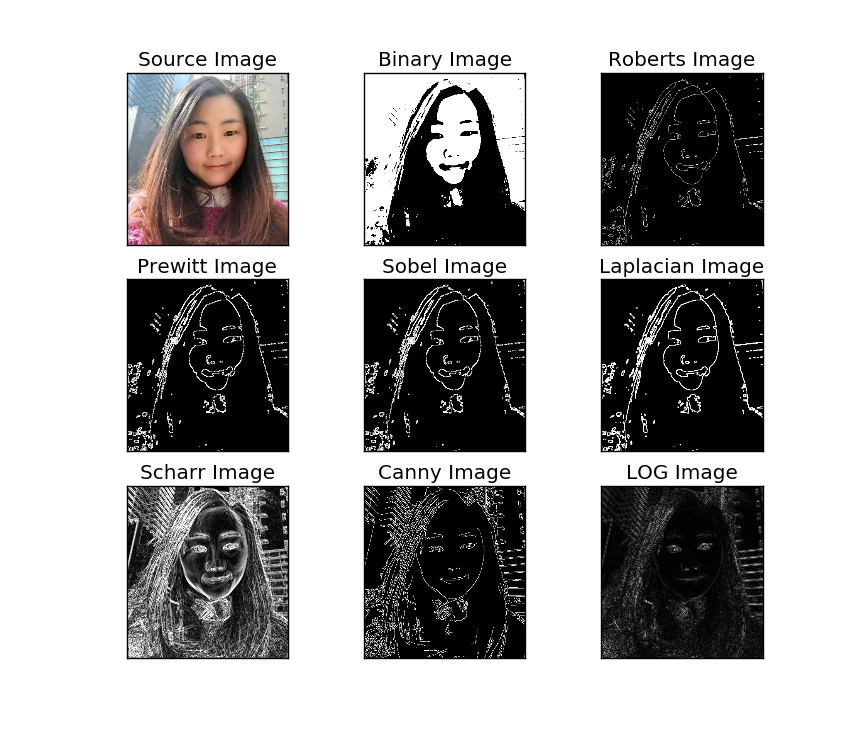 Source Image
Binary Image
Roberts Image
Prewitt Image
Sobel Image
Laplacian Image
Scharr Image
Canny Image
LOG Image